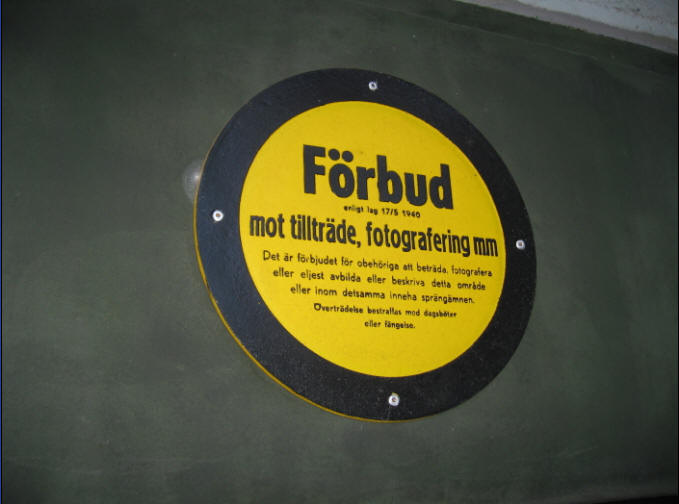 Förbud
enligt lag 17/5 1940
mot tillträde, fotografering mm
Det är förbjudet för obehöriga att beträda, fotografera
eller eljest avbilda eller beskriva detta område
eller inom detsamma inneha sprängämnen.
Överträdelse bestraffas med dagsböter
eller fängelse.